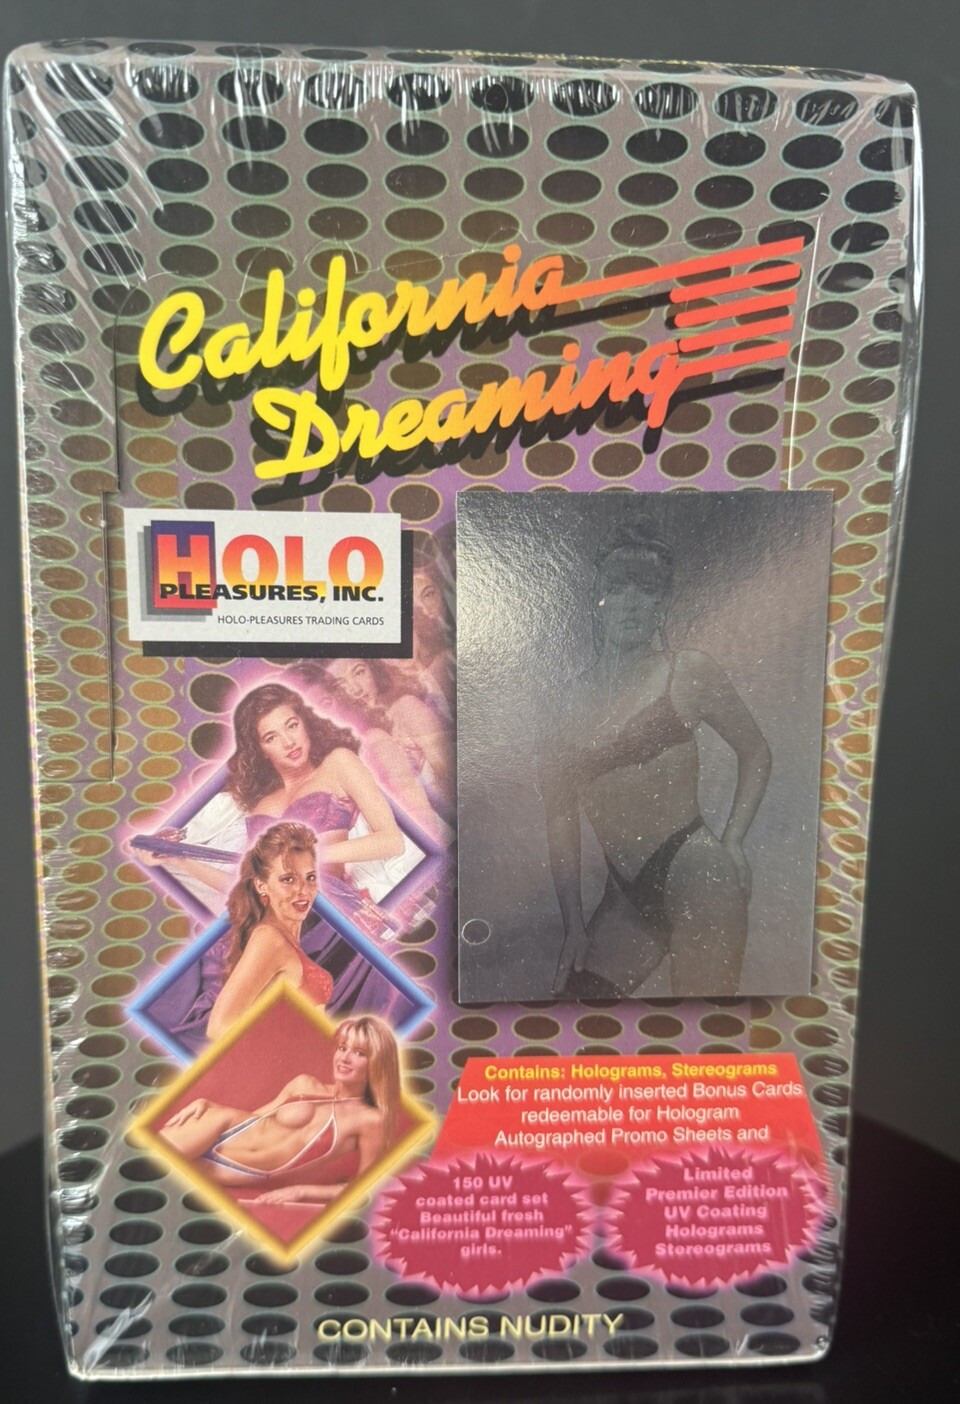 California
Dreaming
HOLO
PLEASURES, INC.
HOLO-PLEASURES TRADING CARDS
Contains: Holograms, Stereograms
Look for randomly inserted Bonus Cards
redeemable for Hologram
Autographed Promo Sheets and
150 UV
coated card set
Beautiful fresh
"California Dreaming"
girls.
Limited
Premier Edition
UV Coating
Holograms
Stereograms
CONTAINS NUDITY